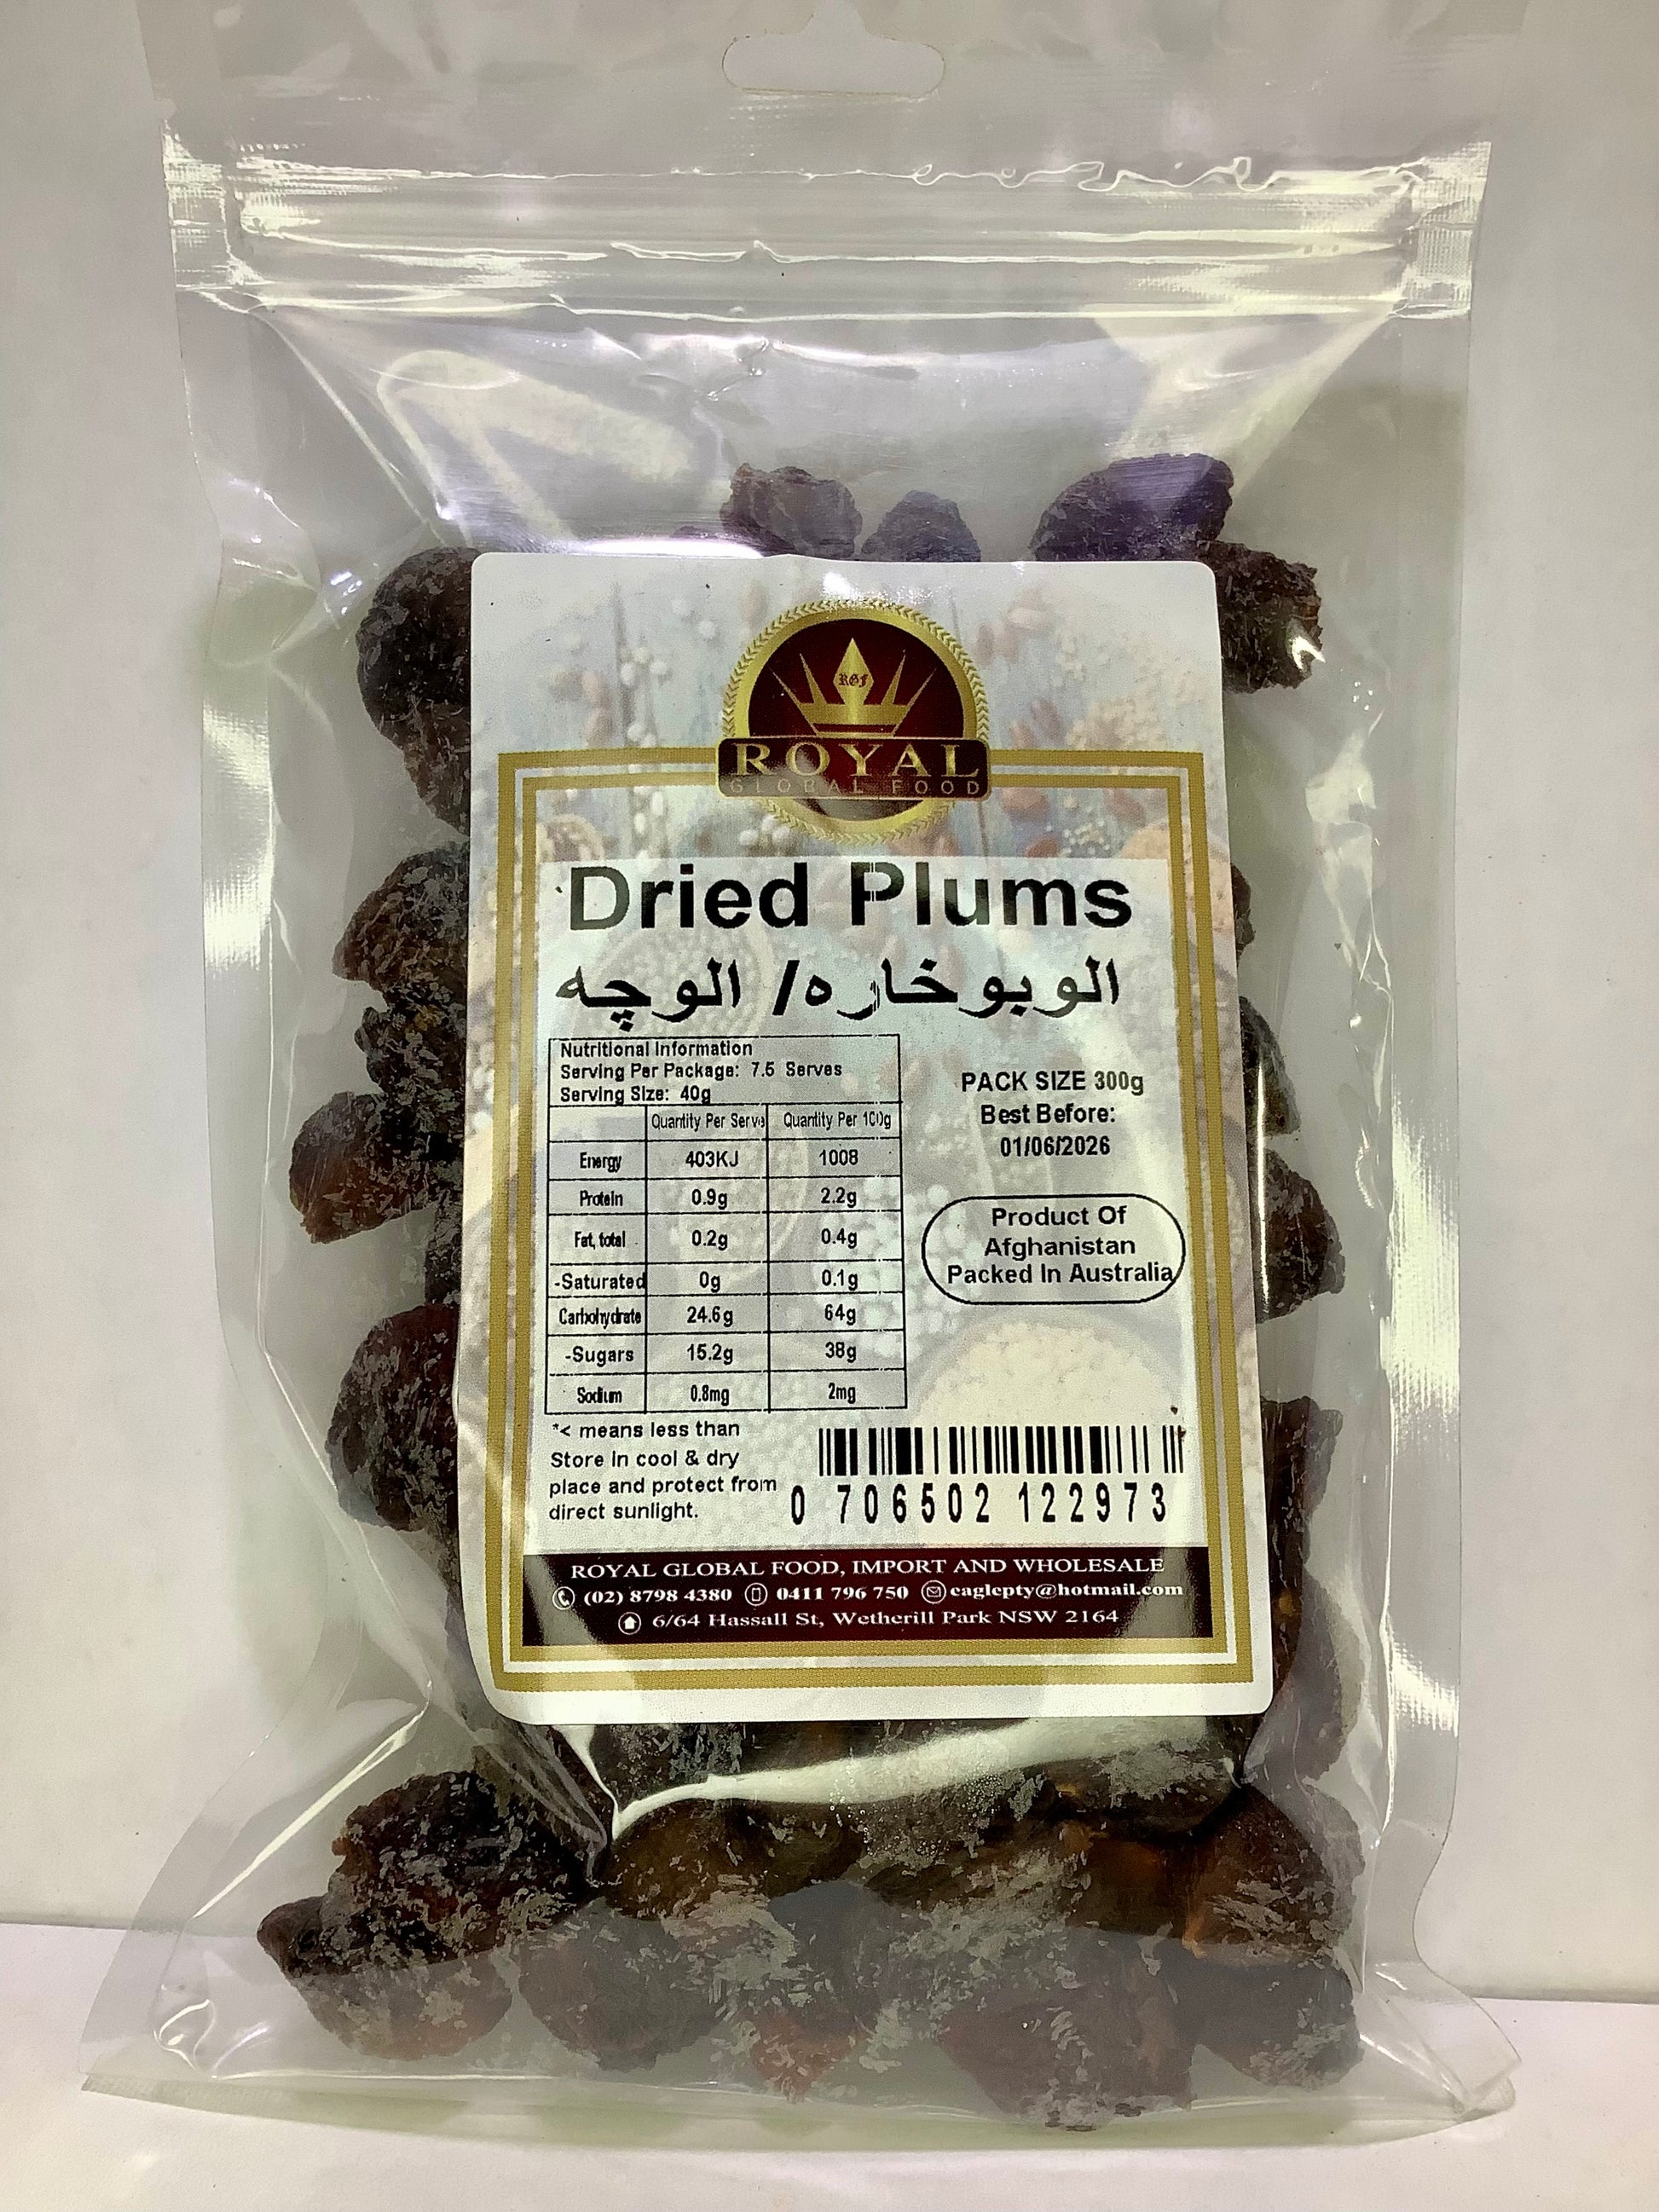 RGF
ROYAL
GLOBAL FOOD
Dried Plums
الوبوخاره/ الوچه
Nutritional Information
Serving Per Package: 7.5 Serves
Serving Size: 40g
Quantity Per Serve Quantity Per 100g
Energy 403KJ 1008
Protein 0.9g 2.2g
Fat, total 0.2g 0.4g
-Saturated 0g 0.1g
Carbohydrate 24.6g 64g
-Sugars 15.2g 38g
Sodium 0.8mg 2mg
*< means less than
Store in cool & dry
place and protect from
direct sunlight.
PACK SIZE 300g
Best Before:
01/06/2026
Product Of
Afghanistan
Packed In Australia
0 706502 122973
ROYAL GLOBAL FOOD, IMPORT AND WHOLESALE
(02) 8798 4380 0411 796 750 eaglepty@hotmail.com
6/64 Hassall St, Wetherill Park NSW 2164